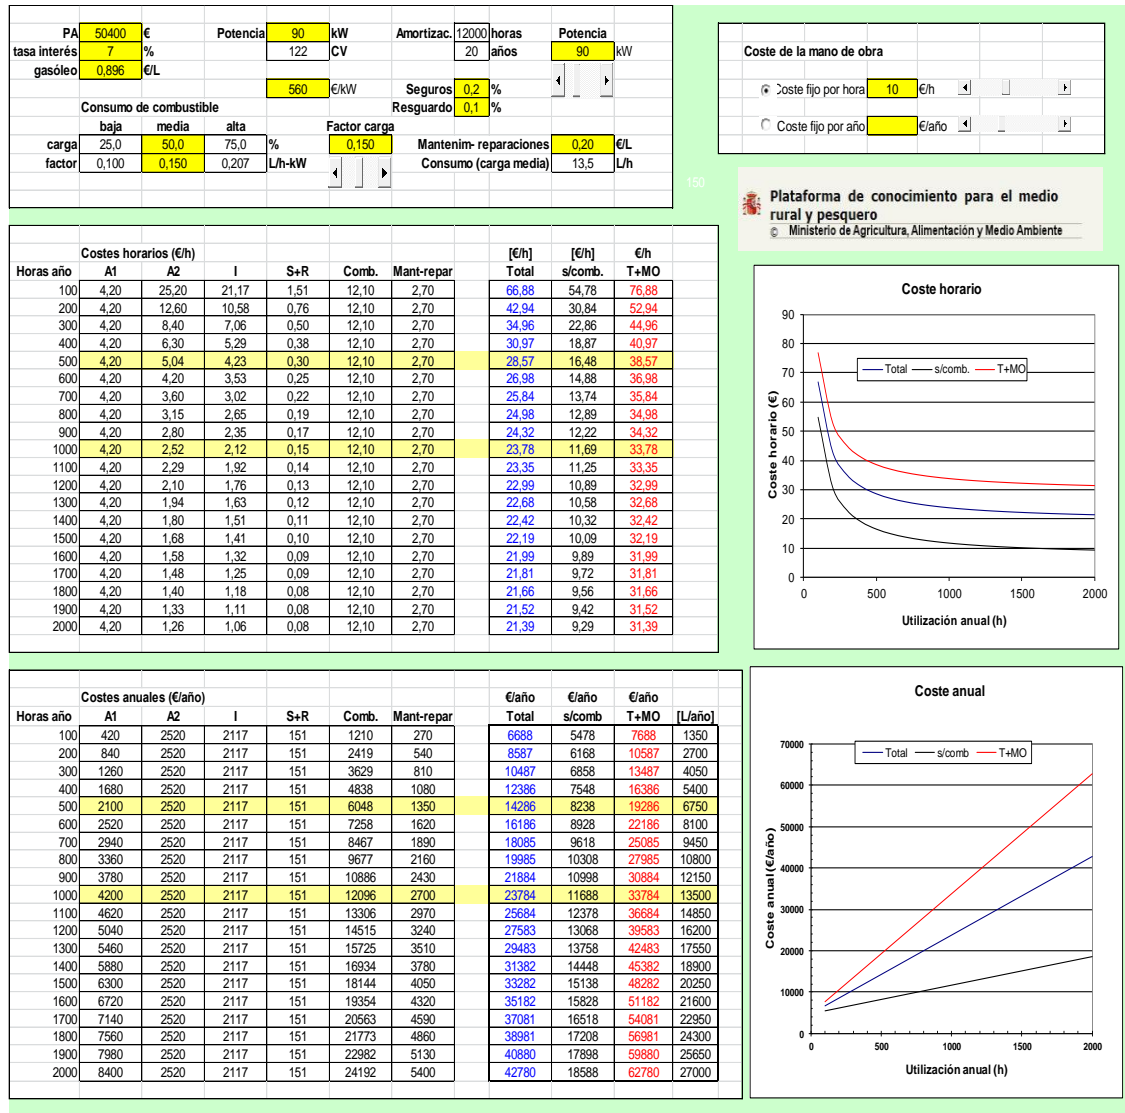 PA 50400 € Potencia 90 kW Amortizac. 12000 horas Potencia
tasa interés 7 % 122 CV 20 años 90 kW
gasóleo 0,896 €/L
560 €/kW Seguros 0,2 %
Consumo de combustible Resguardo 0,1 %
baja media alta Factor carga
carga 25,0 50,0 75,0 % 0,150 Mantenim- reparaciones 0,20 €/L
factor 0,100 0,150 0,207 L/h-kW Consumo (carga media) 13,5 L/h
Coste de la mano de obra
Coste fijo por hora 10 €/h
Coste fijo por año €/año
150
Plataforma de conocimiento para el medio
rural y pesquero
© Ministerio de Agricultura, Alimentación y Medio Ambiente
Costes horarios (€/h) [€/h] [€/h] €/h
Horas año A1 A2 I S+R Comb. Mant-repar Total s/comb. T+MO
100 4,20 25,20 21,17 1,51 12,10 2,70 66,88 54,78 76,88
200 4,20 12,60 10,58 0,76 12,10 2,70 42,94 30,84 52,94
300 4,20 8,40 7,06 0,50 12,10 2,70 34,96 22,86 44,96
400 4,20 6,30 5,29 0,38 12,10 2,70 30,97 18,87 40,97
500 4,20 5,04 4,23 0,30 12,10 2,70 28,57 16,48 38,57
600 4,20 4,20 3,53 0,25 12,10 2,70 26,98 14,88 36,98
700 4,20 3,60 3,02 0,22 12,10 2,70 25,84 13,74 35,84
800 4,20 3,15 2,65 0,19 12,10 2,70 24,98 12,89 34,98
900 4,20 2,80 2,35 0,17 12,10 2,70 24,32 12,22 34,32
1000 4,20 2,52 2,12 0,15 12,10 2,70 23,78 11,69 33,78
1100 4,20 2,29 1,92 0,14 12,10 2,70 23,35 11,25 33,35
1200 4,20 2,10 1,76 0,13 12,10 2,70 22,99 10,89 32,99
1300 4,20 1,94 1,63 0,12 12,10 2,70 22,68 10,58 32,68
1400 4,20 1,80 1,51 0,11 12,10 2,70 22,42 10,32 32,42
1500 4,20 1,68 1,41 0,10 12,10 2,70 22,19 10,09 32,19
1600 4,20 1,58 1,32 0,09 12,10 2,70 21,99 9,89 31,99
1700 4,20 1,48 1,25 0,09 12,10 2,70 21,81 9,72 31,81
1800 4,20 1,40 1,18 0,08 12,10 2,70 21,66 9,56 31,66
1900 4,20 1,33 1,11 0,08 12,10 2,70 21,52 9,42 31,52
2000 4,20 1,26 1,06 0,08 12,10 2,70 21,39 9,29 31,39
Coste horario
90
80
70
60
50
40
30
20
10
0
Total s/comb. T+MO
Coste horario (€)
0 500 1000 1500 2000
Utilización anual (h)
Costes anuales (€/año) €/año €/año €/año
Horas año A1 A2 I S+R Comb. Mant-repar Total s/comb T+MO [L/año]
100 420 2520 2117 151 1210 270 6688 5478 7688 1350
200 840 2520 2117 151 2419 540 8587 6168 10587 2700
300 1260 2520 2117 151 3629 810 10487 6858 13487 4050
400 1680 2520 2117 151 4838 1080 12386 7548 16386 5400
500 2100 2520 2117 151 6048 1350 14286 8238 19286 6750
600 2520 2520 2117 151 7258 1620 16186 8928 22186 8100
700 2940 2520 2117 151 8467 1890 18085 9618 25085 9450
800 3360 2520 2117 151 9677 2160 19985 10308 27985 10800
900 3780 2520 2117 151 10886 2430 21884 10998 30884 12150
1000 4200 2520 2117 151 12096 2700 23784 11688 33784 13500
1100 4620 2520 2117 151 13306 2970 25684 12378 36684 14850
1200 5040 2520 2117 151 14515 3240 27583 13068 39583 16200
1300 5460 2520 2117 151 15725 3510 29483 13758 42483 17550
1400 5880 2520 2117 151 16934 3780 31382 14448 45382 18900
1500 6300 2520 2117 151 18144 4050 33282 15138 48282 20250
1600 6720 2520 2117 151 19354 4320 35182 15828 51182 21600
1700 7140 2520 2117 151 20563 4590 37081 16518 54081 22950
1800 7560 2520 2117 151 21773 4860 38981 17208 56981 24300
1900 7980 2520 2117 151 22982 5130 40880 17898 59880 25650
2000 8400 2520 2117 151 24192 5400 42780 18588 62780 27000
Coste anual
70000
60000
50000
40000
30000
20000
10000
0
Total s/comb T+MO
Coste anual (€/año)
0 500 1000 1500 2000
Utilización anual (h)